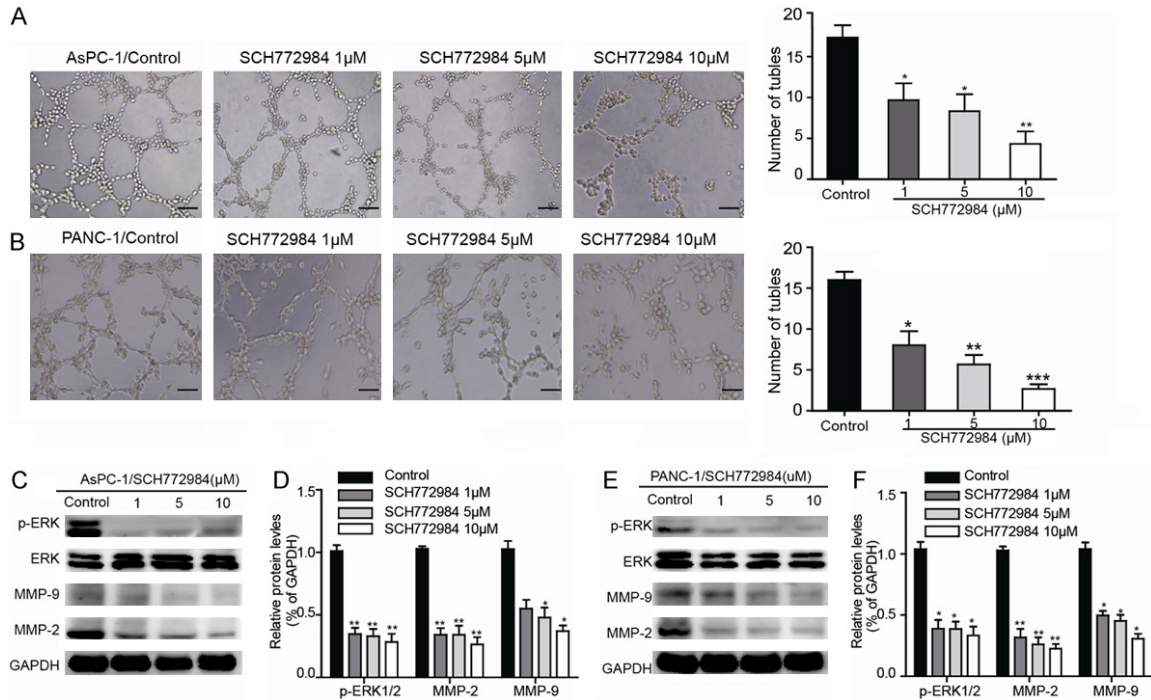 A
AsPC-1/Control SCH772984 1µM SCH772984 5µM SCH772984 10µM
Number of tubles
20
15
10
5
0
* * **
Control 1 5 10
SCH772984 (µM)
B
PANC-1/Control SCH772984 1µM SCH772984 5µM SCH772984 10µM
Number of tubles
20
15
10
5
0
* ** ***
Control 1 5 10
SCH772984 (µM)
C
AsPC-1/SCH772984(µM)
Control 1 5 10
p-ERK
ERK
MMP-9
MMP-2
GAPDH
D
Control
SCH772984 1µM
SCH772984 5µM
SCH772984 10µM
Relative protein levles
(% of GAPDH)
1.5
1.0
0.5
0.0
** ** ** ** ** ** * *
p-ERK1/2 MMP-2 MMP-9
E
PANC-1/SCH772984(uM)
Control 1 5 10
p-ERK
ERK
MMP-9
MMP-2
GAPDH
F
Control
SCH772984 1µM
SCH772984 5µM
SCH772984 10µM
Relative protein levles
(% of GAPDH)
1.5
1.0
0.5
0.0
* * * ** ** ** * * *
p-ERK1/2 MMP-2 MMP-9